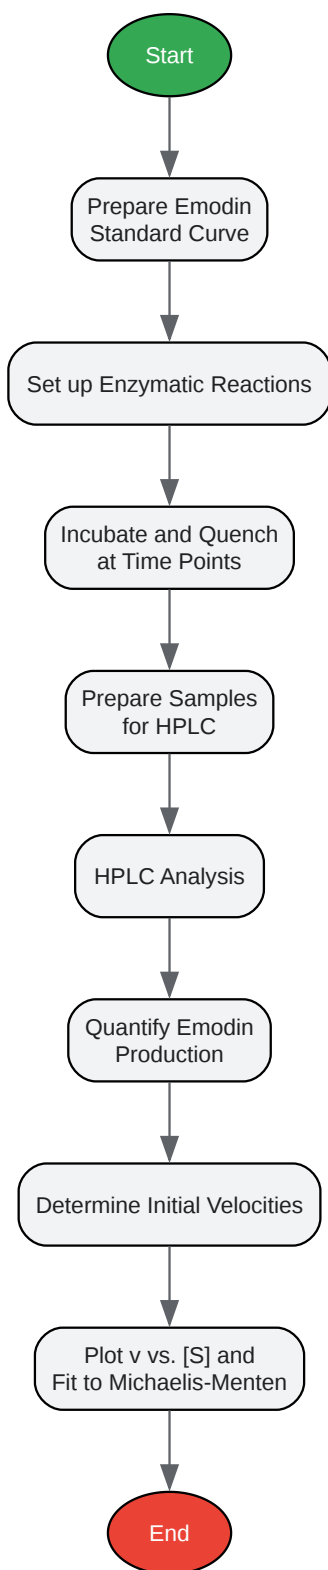 Start
Prepare Emodin
Standard Curve
Set up Enzymatic Reactions
Incubate and Quench
at Time Points
Prepare Samples
for HPLC
HPLC Analysis
Quantify Emodin
Production
Determine Initial Velocities
Plot v vs. [S] and
Fit to Michaelis-Menten
End